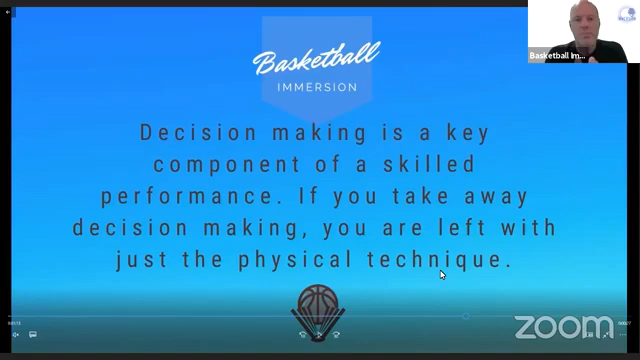 Basketball
IMMERSION
Basketball Im...
Decision making is a key
component of a skilled
performance. If you take away
decision making, you are left with
just the physical technique.
zoom